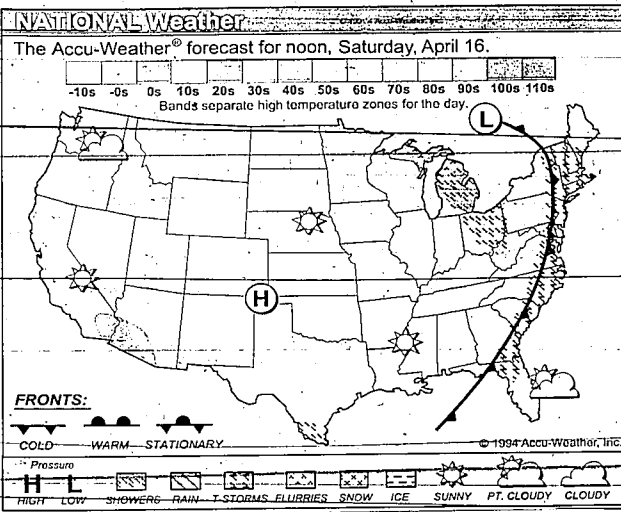 NATIONAL Weather
The Accu-Weather® forecast for noon, Saturday, April 16.
-10s -0s 0s 10s 20s 30s 40s 50s 60s 70s 80s 90s 100s 110s
Bands separate high temperature zones for the day.
L
H
FRONTS:
COLD WARM STATIONARY
© 1994 Accu-Weather, Inc.
Pressure
H L
HIGH LOW SHOWERS RAIN T-STORMS FLURRIES SNOW ICE SUNNY PT. CLOUDY CLOUDY